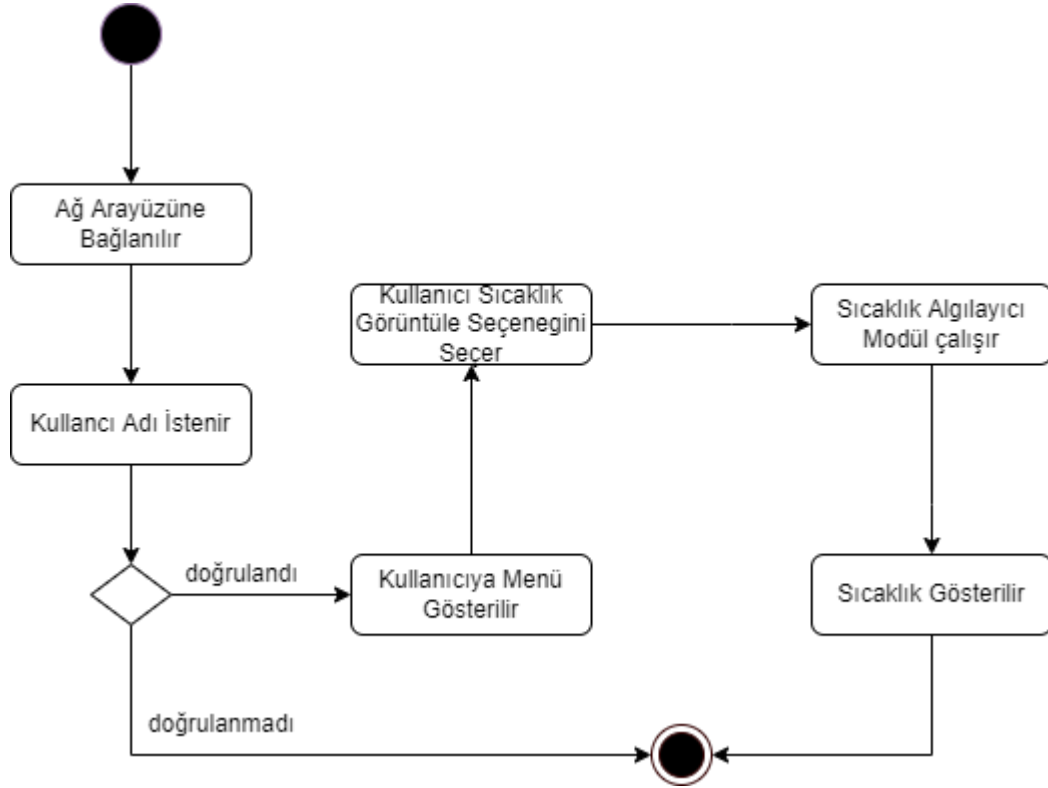 Ağ Arayüzüne
Bağlanılır
Kullancı Adı İstenir
doğrulandı
doğrulanmadı
Kullanıcıya Menü
Gösterilir
Kullanıcı Sıcaklık
Görüntüle Seçenegini
Seçer
Sıcaklık Algılayıcı
Modül çalışır
Sıcaklık Gösterilir